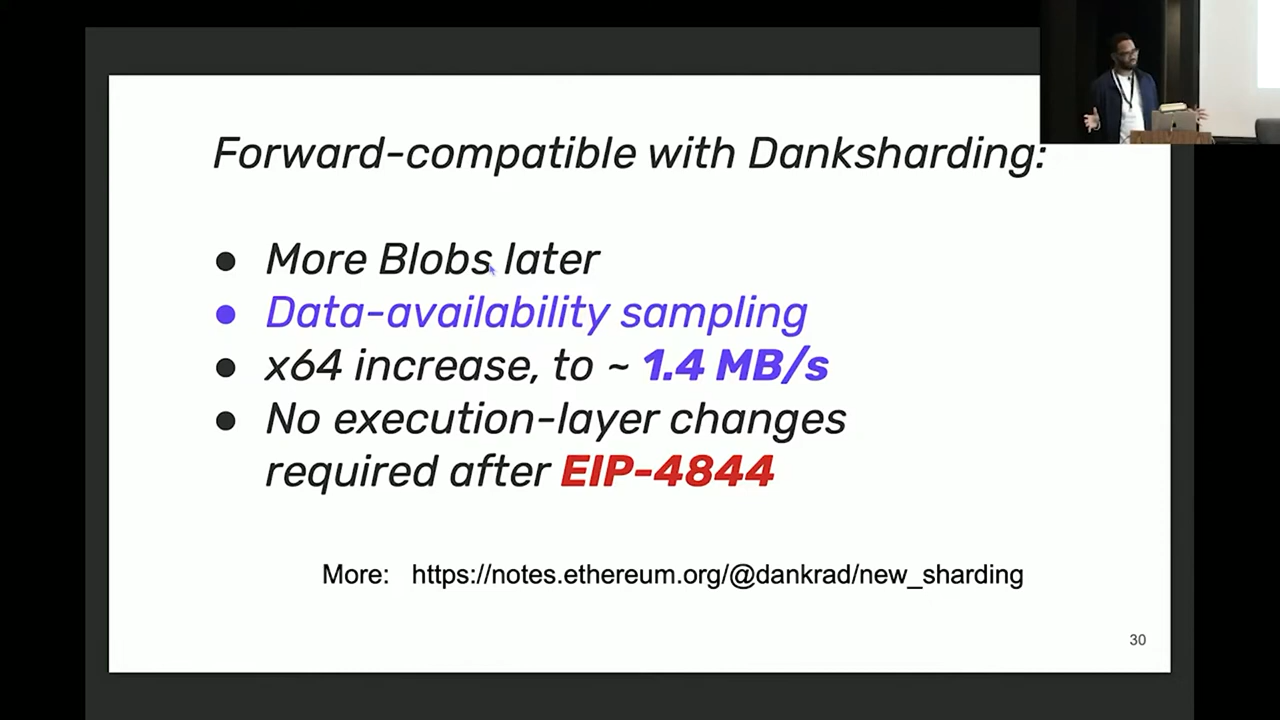 Forward-compatible with Danksharding:
● More Blobs later
● Data-availability sampling
● x64 increase, to ~ 1.4 MB/s
● No execution-layer changes
required after EIP-4844
More: https://notes.ethereum.org/@dankrad/new_sharding
30